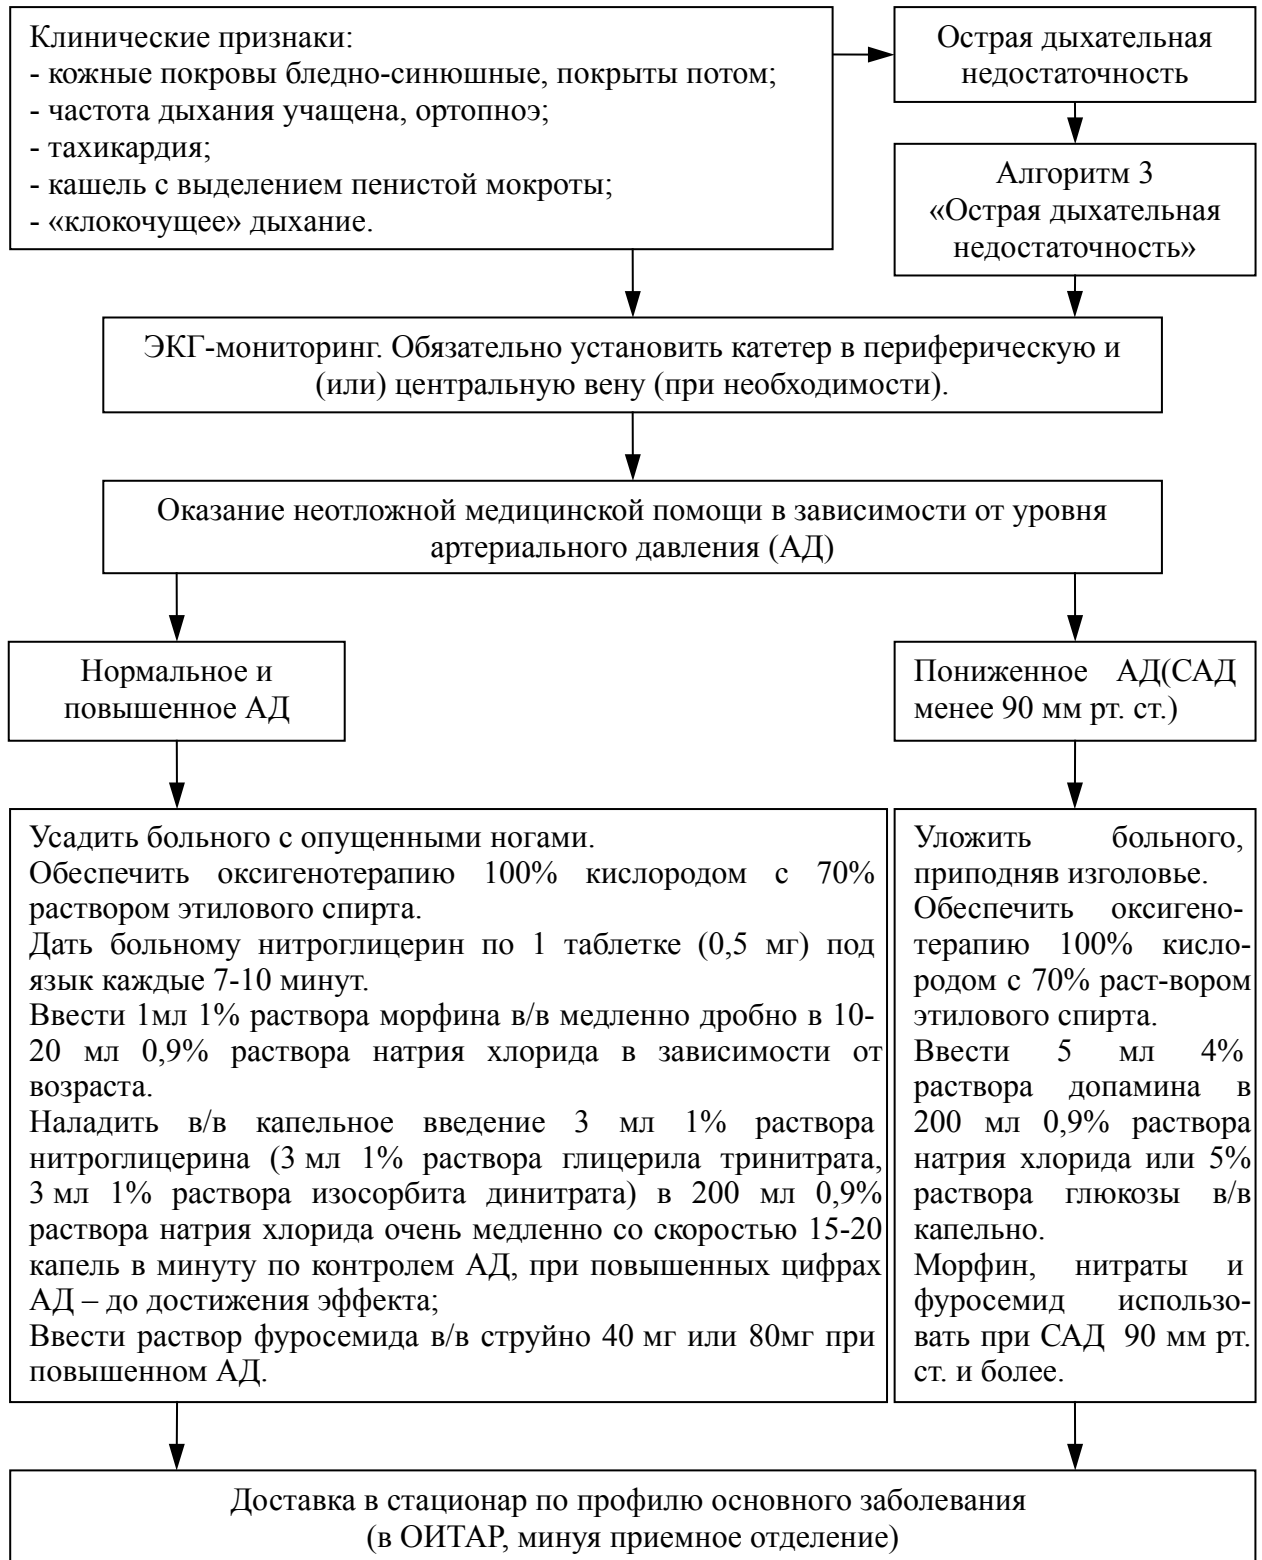 Клинические признаки:
- кожные покровы бледно-синюшные, покрыты потом;
- частота дыхания учащена, ортопноэ;
- тахикардия;
- кашель с выделением пенистой мокроты;
- «клокочущее» дыхание.
Острая дыхательная
недостаточность
Алгоритм 3
«Острая дыхательная
недостаточность»
ЭКГ-мониторинг. Обязательно установить катетер в периферическую и
(или) центральную вену (при необходимости).
Оказание неотложной медицинской помощи в зависимости от уровня
артериального давления (АД)
Нормальное и
повышенное АД
Пониженное АД(САД
менее 90 мм рт. ст.)
Усадить больного с опущенными ногами.
Обеспечить оксигенотерапию 100% кислородом с 70%
раствором этилового спирта.
Дать больному нитроглицерин по 1 таблетке (0,5 мг) под
язык каждые 7-10 минут.
Ввести 1мл 1% раствора морфина в/в медленно дробно в 10-
20 мл 0,9% раствора натрия хлорида в зависимости от
возраста.
Наладить в/в капельное введение 3 мл 1% раствора
нитроглицерина (3 мл 1% раствора глицерила тринитрата,
3 мл 1% раствора изосорбита динитрата) в 200 мл 0,9%
раствора натрия хлорида очень медленно со скоростью 15-20
капель в минуту по контролем АД, при повышенных цифрах
АД – до достижения эффекта;
Ввести раствор фуросемида в/в струйно 40 мг или 80мг при
повышенном АД.
Уложить больного,
приподняв изголовье.
Обеспечить оксигено-
терапию 100% кисло-
родом с 70% раст-вором
этилового спирта.
Ввести 5 мл 4%
раствора допамина в
200 мл 0,9% раствора
натрия хлорида или 5%
раствора глюкозы в/в
капельно.
Морфин, нитраты и
фуросемид использо-
вать при САД 90 мм рт.
ст. и более.
Доставка в стационар по профилю основного заболевания
(в ОИТАР, минуя приемное отделение)